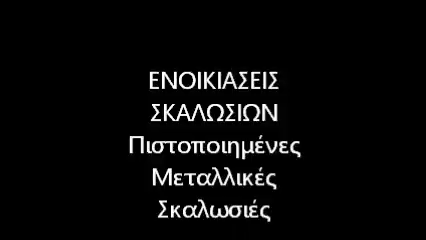 ΕΝΟΙΚΙΑΣΕΙΣ
ΣΚΑΛΩΣΙΩΝ
Πιστοποιημένες
Μεταλλικές
Σκαλωσιές